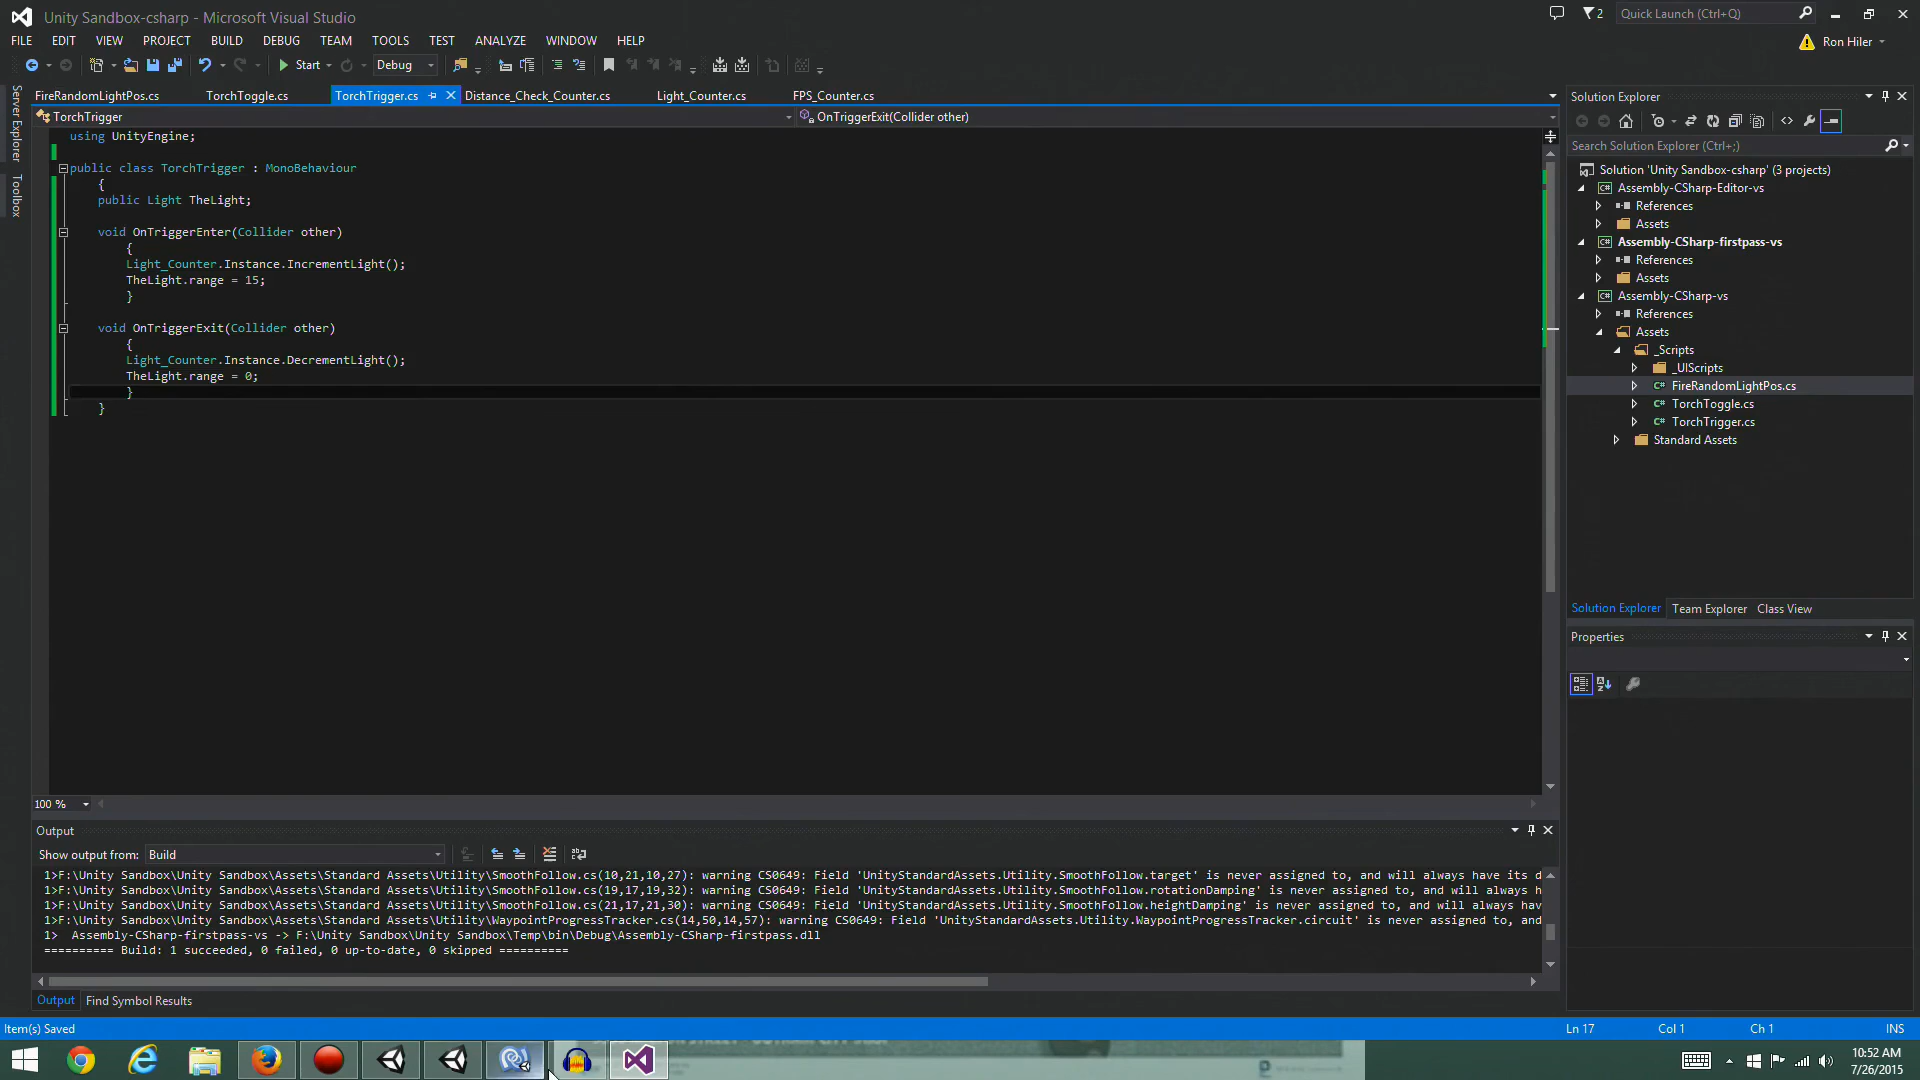 Unity Sandbox-csharp - Microsoft Visual Studio
2
Quick Launch (Ctrl+Q)
FILE EDIT VIEW PROJECT BUILD DEBUG TEAM TOOLS TEST ANALYZE WINDOW HELP
Ron Hiler
Start Debug
Server Explorer
Toolbox
FireRandomLightPos.cs TorchToggle.cs TorchTrigger.cs Distance_Check_Counter.cs Light_Counter.cs FPS_Counter.cs
TorchTrigger OnTriggerExit(Collider other)
using UnityEngine;
public class TorchTrigger : MonoBehaviour
{
public Light TheLight;
void OnTriggerEnter(Collider other)
{
Light_Counter.Instance.IncrementLight();
TheLight.range = 15;
}
void OnTriggerExit(Collider other)
{
Light_Counter.Instance.DecrementLight();
TheLight.range = 0;
}
}
100 %
Solution Explorer
Search Solution Explorer (Ctrl+;)
Solution 'Unity Sandbox-csharp' (3 projects)
Assembly-CSharp-Editor-vs
References
Assets
Assembly-CSharp-firstpass-vs
References
Assets
Assembly-CSharp-vs
References
Assets
_Scripts
_UIScripts
FireRandomLightPos.cs
TorchToggle.cs
TorchTrigger.cs
Standard Assets
Solution Explorer Team Explorer Class View
Properties
Output
Show output from: Build
1>F:\Unity Sandbox\Unity Sandbox\Assets\Standard Assets\Utility\SmoothFollow.cs(10,21,10,27): warning CS0649: Field 'UnityStandardAssets.Utility.SmoothFollow.target' is never assigned to, and will always have its d
1>F:\Unity Sandbox\Unity Sandbox\Assets\Standard Assets\Utility\SmoothFollow.cs(19,17,19,32): warning CS0649: Field 'UnityStandardAssets.Utility.SmoothFollow.rotationDamping' is never assigned to, and will always h
1>F:\Unity Sandbox\Unity Sandbox\Assets\Standard Assets\Utility\SmoothFollow.cs(21,17,21,30): warning CS0649: Field 'UnityStandardAssets.Utility.SmoothFollow.heightDamping' is never assigned to, and will always ha
1>F:\Unity Sandbox\Unity Sandbox\Assets\Standard Assets\Utility\WaypointProgressTracker.cs(14,50,14,57): warning CS0649: Field 'UnityStandardAssets.Utility.WaypointProgressTracker.circuit' is never assigned to, and
1> Assembly-CSharp-firstpass-vs -> F:\Unity Sandbox\Unity Sandbox\Temp\bin\Debug\Assembly-CSharp-firstpass.dll
========== Build: 1 succeeded, 0 failed, 0 up-to-date, 0 skipped ==========
Output Find Symbol Results
Item(s) Saved Ln 17 Col 1 Ch 1 INS
10:52 AM
7/26/2015